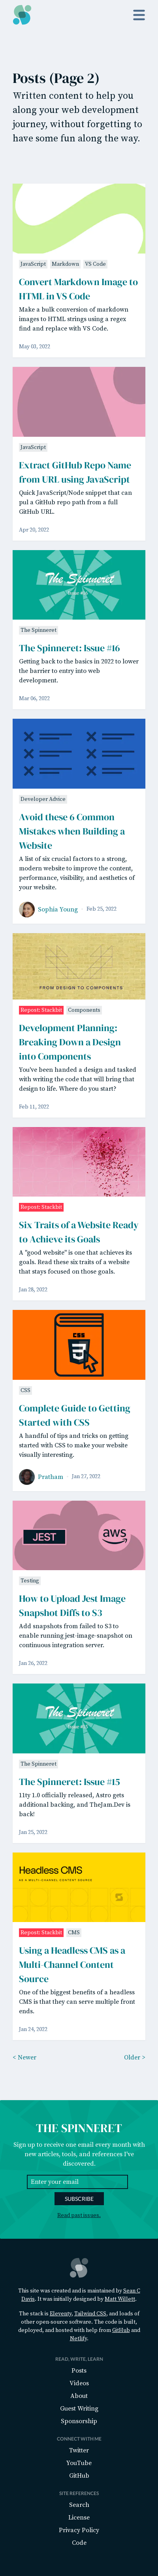 Posts (Page 2)
Written content to help you
along your web development
journey, without forgetting to
have some fun along the way.
JavaScript Markdown VS Code
Convert Markdown Image to
HTML in VS Code
Make a bulk conversion of markdown
images to HTML strings using a regex
find and replace with VS Code.
May 03, 2022
JavaScript
Extract GitHub Repo Name
from URL using JavaScript
Quick JavaScript/Node snippet that can
pull a GitHub repo path from a full
GitHub URL.
Apr 20, 2022
The Spinneret
The Spinneret
The Spinneret: Issue #16
Getting back to the basics in 2022 to lower
the barrier to entry into web
development.
Mar 06, 2022
Developer Advice
Avoid these 6 Common
Mistakes when Building a
Website
A list of six crucial factors to a strong,
modern website to improve the content,
performance, visibility, and aesthetics of
your website.
Sophia Young Feb 25, 2022
FROM DESIGN TO COMPONENTS
Repost: Stackbit Components
Development Planning:
Breaking Down a Design
into Components
You've been handed a design and tasked
with writing the code that will bring that
design to life. Where do you start?
Feb 11, 2022
Repost: Stackbit
Six Traits of a Website Ready
to Achieve its Goals
A "good website" is one that achieves its
goals. Read these six traits of a website
that stays focused on those goals.
Jan 28, 2022
CSS
3
CSS
Complete Guide to Getting
Started with CSS
A handful of tips and tricks on getting
started with CSS to make your website
visually interesting.
Pratham Jan 27, 2022
JEST
aws
Testing
How to Upload Jest Image
Snapshot Diffs to S3
Add snapshots from failed to S3 to
enable running jest-image-snapshot on
continuous integration server.
Jan 26, 2022
The Spinneret
The Spinneret
The Spinneret: Issue #15
11ty 1.0 officially released, Astro gets
additional backing, and TheJam.Dev is
back!
Jan 25, 2022
Headless CMS
AS A MULTI-CHANNEL CONTENT SOURCE
Repost: Stackbit CMS
Using a Headless CMS as a
Multi-Channel Content
Source
One of the biggest benefits of a headless
CMS is that they can serve multiple front
ends.
Jan 24, 2022
< Newer
Older >
THE SPINNERET
Sign up to receive one email every month with
new articles, tools, and references I've
discovered.
Enter your email
SUBSCRIBE
Read past issues.
This site was created and is maintained by Sean C
Davis. It was initially designed by Matt Willett.
The stack is Eleventy, Tailwind CSS, and loads of
other open source software. The code is built,
deployed, and hosted with help from GitHub and
Netlify.
READ, WRITE, LEARN
Posts
Videos
About
Guest Writing
Sponsorship
CONNECT WITH ME
Twitter
YouTube
GitHub
SITE REFERENCES
Search
License
Privacy Policy
Code